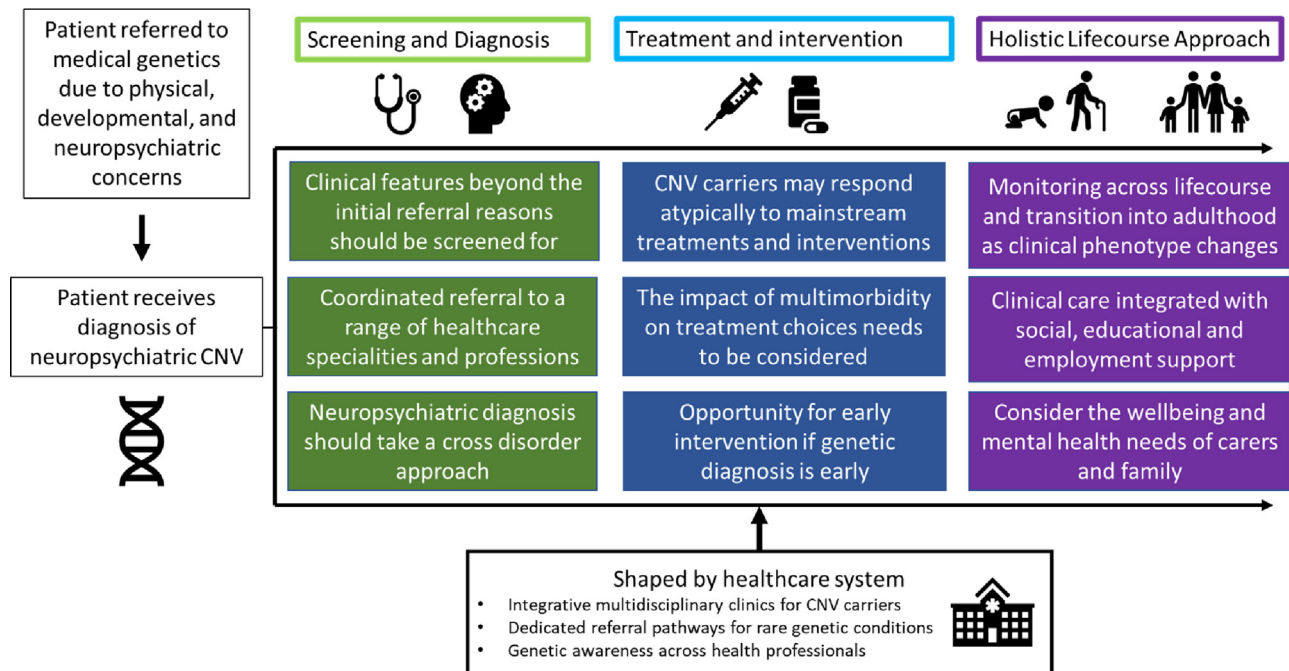 Patient referred to
medical genetics
due to physical,
developmental, and
neuropsychiatric
concerns
Patient receives
diagnosis of
neuropsychiatric CNV
Screening and Diagnosis
Clinical features beyond the
initial referral reasons
should be screened for
Coordinated referral to a
range of healthcare
specialities and professions
Neuropsychiatric diagnosis
should take a cross disorder
approach
Treatment and intervention
CNV carriers may respond
atypically to mainstream
treatments and interventions
The impact of multimorbidity
on treatment choices needs
to be considered
Opportunity for early
intervention if genetic
diagnosis is early
Holistic Lifecourse Approach
Monitoring across lifecourse
and transition into adulthood
as clinical phenotype changes
Clinical care integrated with
social, educational and
employment support
Consider the wellbeing and
mental health needs of carers
and family
Shaped by healthcare system
• Integrative multidisciplinary clinics for CNV carriers
• Dedicated referral pathways for rare genetic conditions
• Genetic awareness across health professionals